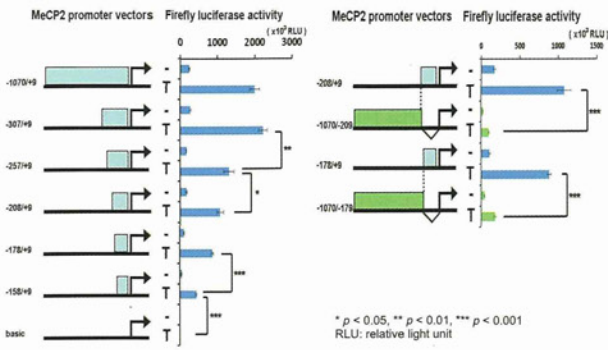 MeCP2 promoter vectors Firefly luciferase activity
( x10³ RLU)
0 1000 2000 3000
-1070/+9 - T
-307/+9 - T
-257/+9 - T
-208/+9 - T
-178/+9 - T
-158/+9 - T
basic - T
**
*
***
***
MeCP2 promoter vectors Firefly luciferase activity
( x10³ RLU)
0 500 1000 1500
-208/+9 - T
-1070/-209 - T
-178/+9 - T
-1070/-179 - T
***
***
* p < 0.05, ** p < 0.01, *** p < 0.001
RLU: relative light unit